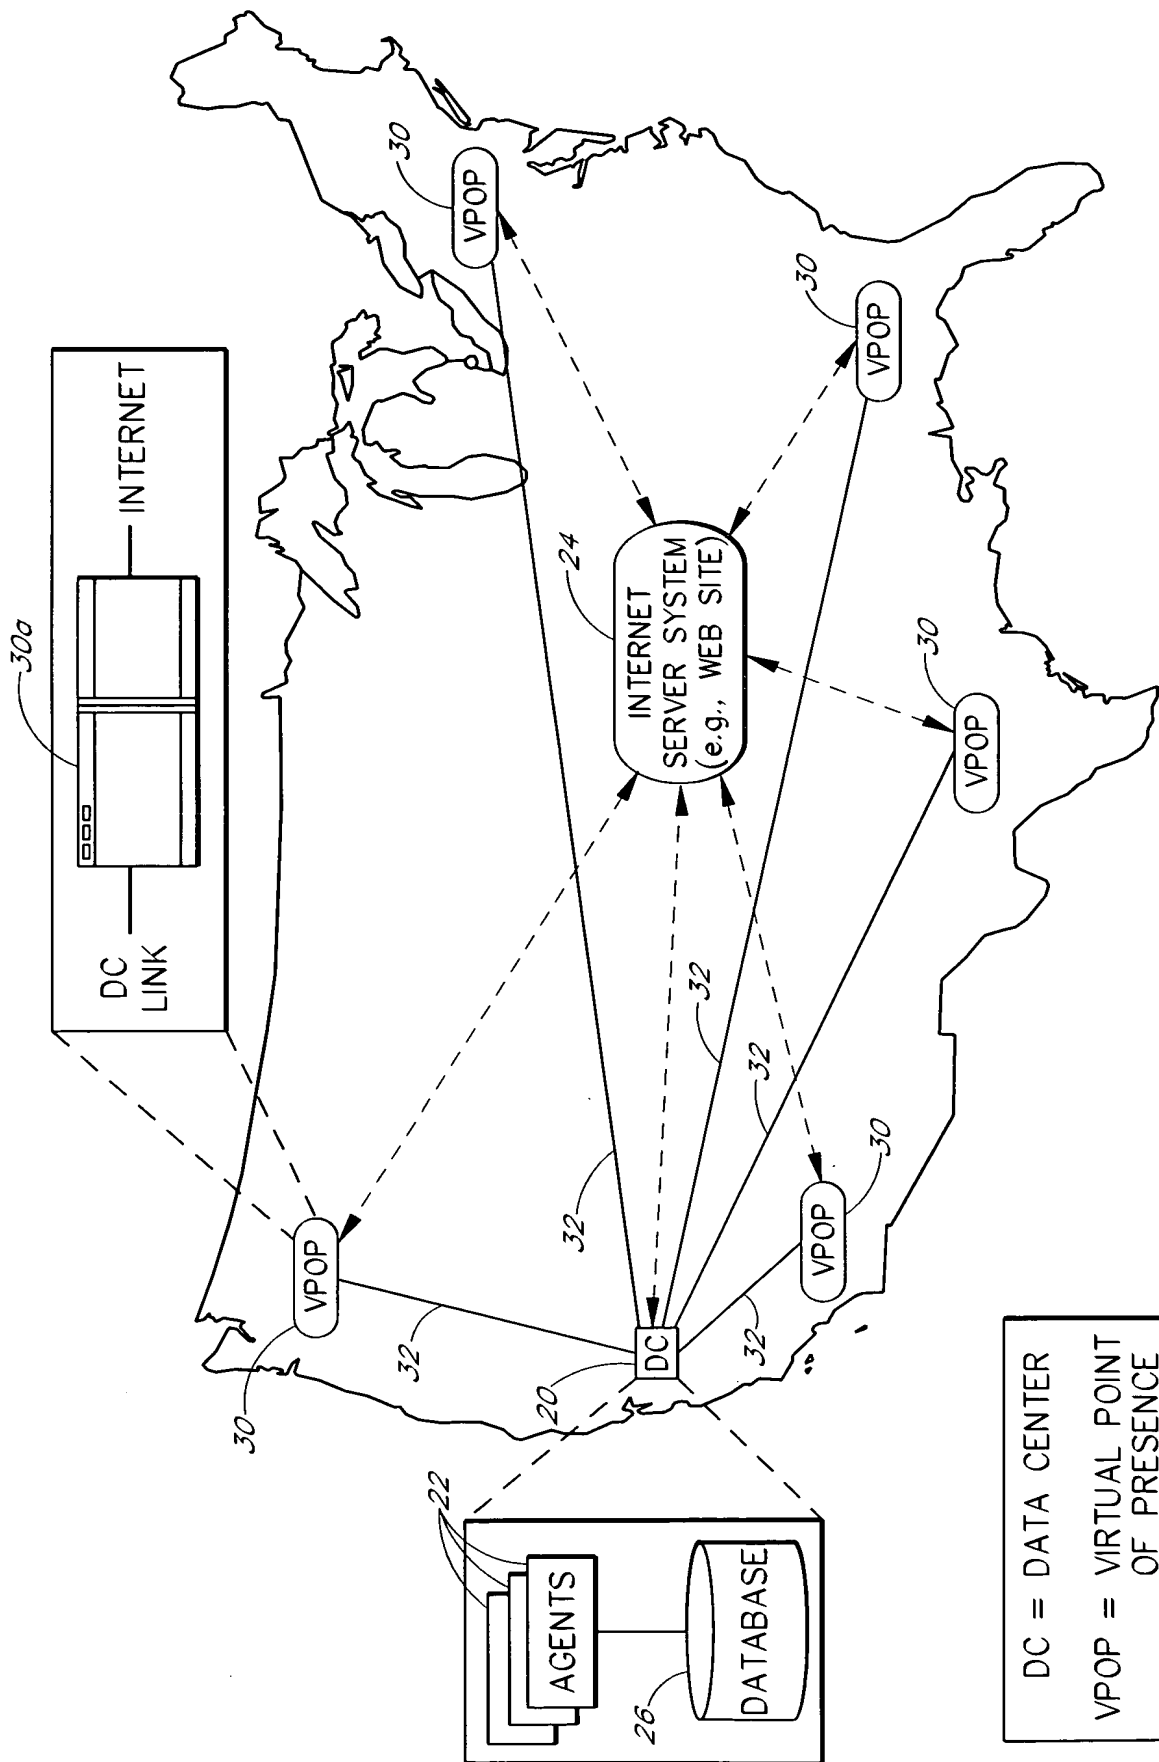 30a
DC
LINK
INTERNET
30
VPOP
30
VPOP
32
32
24
INTERNET
SERVER SYSTEM
(e.g., WEB SITE)
22
AGENTS
26
DATABASE
20
DC
32
32
32
30
VPOP
30
VPOP
30
VPOP
DC = DATA CENTER
VPOP = VIRTUAL POINT
OF PRESENCE